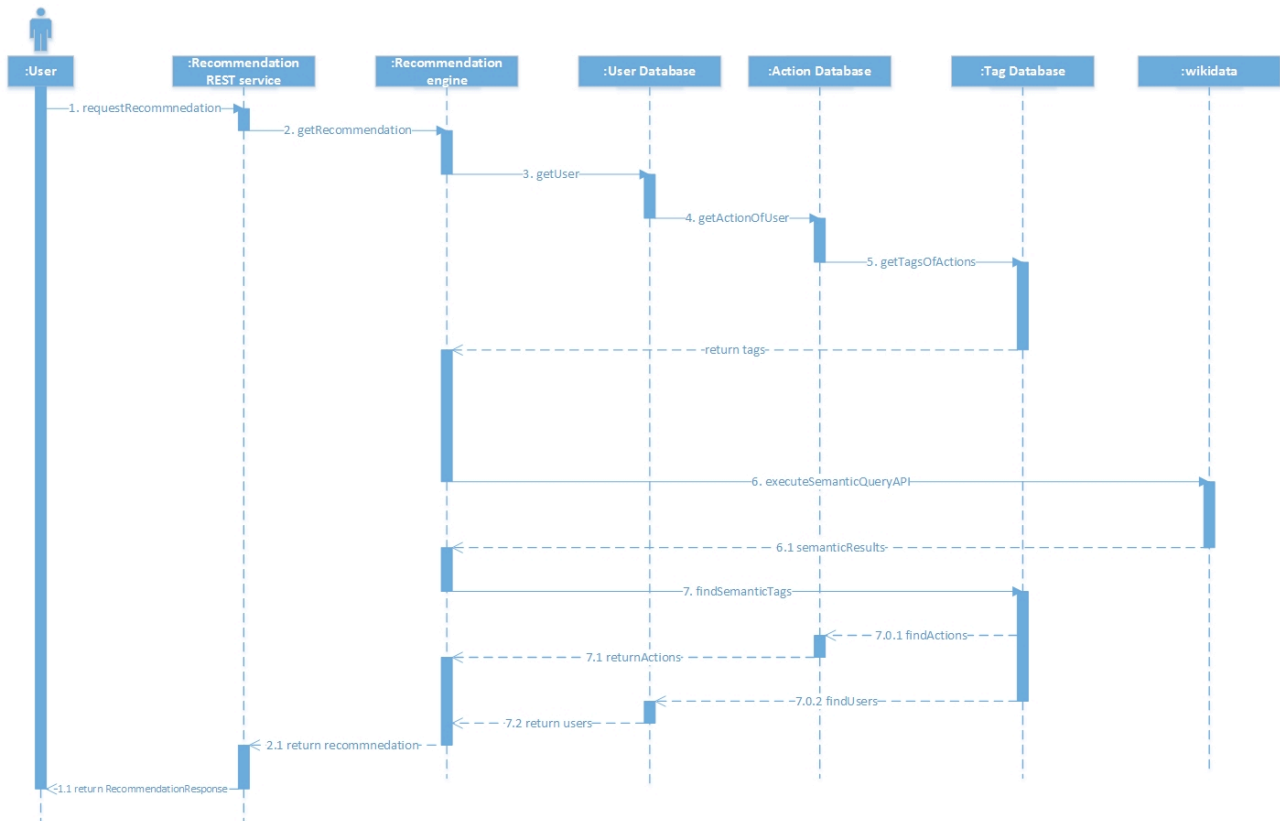 :User
:Recommendation
REST service
:Recommendation
engine
:User Database
:Action Database
:Tag Database
:wikidata
1. requestRecommnedation
2. getRecommendation
3. getUser
4. getActionOfUser
5. getTagsOfActions
return tags
6. executeSemanticQueryAPI
6.1 semanticResults
7. findSemanticTags
7.0.1 findActions
7.1 returnActions
7.0.2 findUsers
7.2 return users
2.1 return recommnedation
1.1 return RecommendationResponse